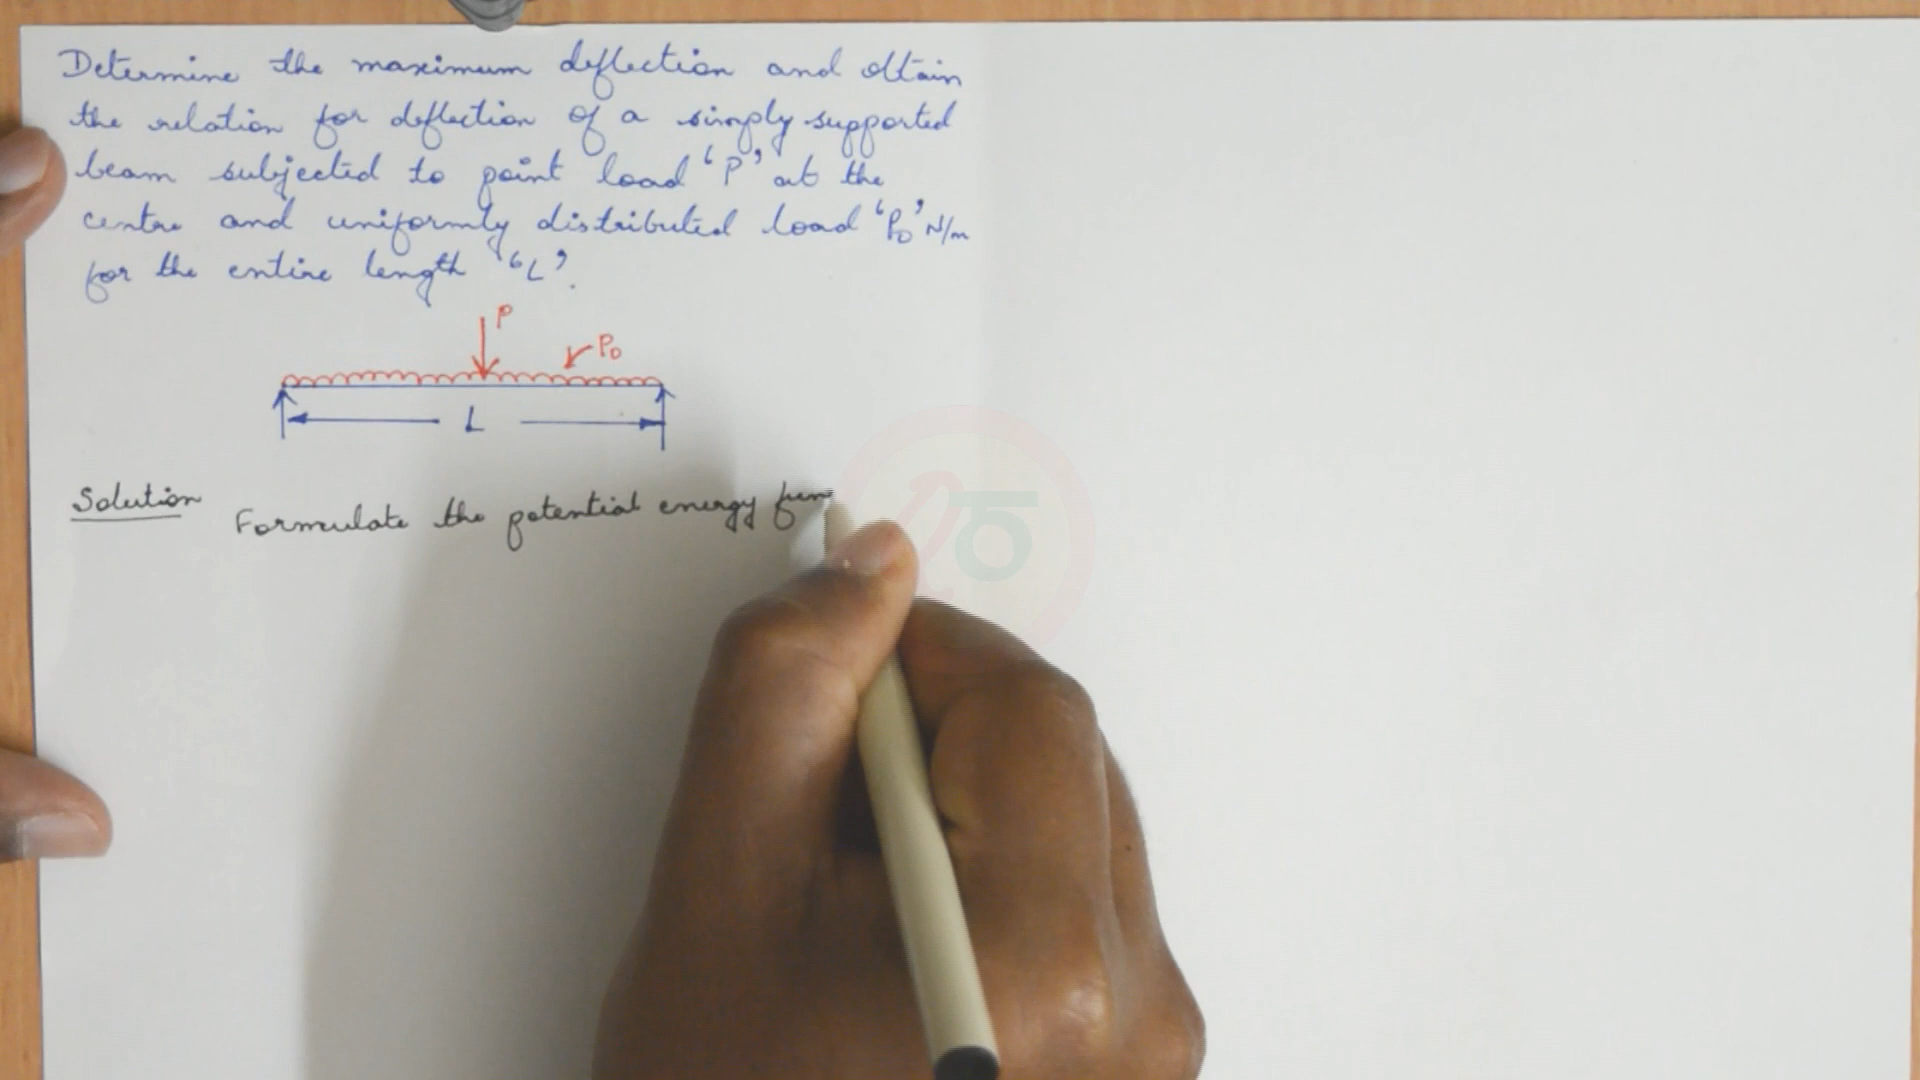 Determine the maximum deflection and obtain
the relation for deflection of a simply supported
beam subjected to point load 'P' at the
centre and uniformly distributed load 'P₀' N/m
for the entire length 'L'.
P
P₀
L
Solution Formulate the potential energy fun